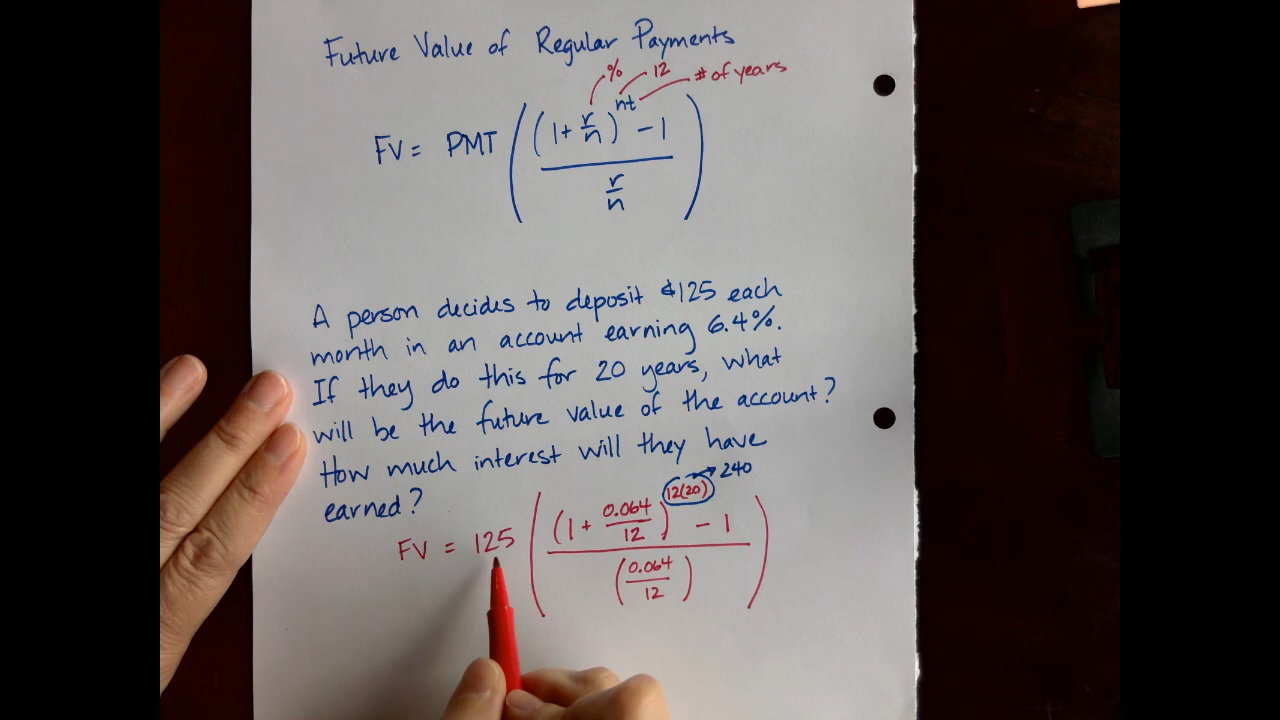 Future Value of Regular Payments
% 12 # of years
FV = PMT ( (1 + r/n)^nt - 1 / r/n )
A person decides to deposit $125 each
month in an account earning 6.4%.
If they do this for 20 years, what
will be the future value of the account?
How much interest will they have
earned?
12(20) → 240
FV = 125 ( (1 + 0.064/12)^12(20) - 1 / (0.064/12) )